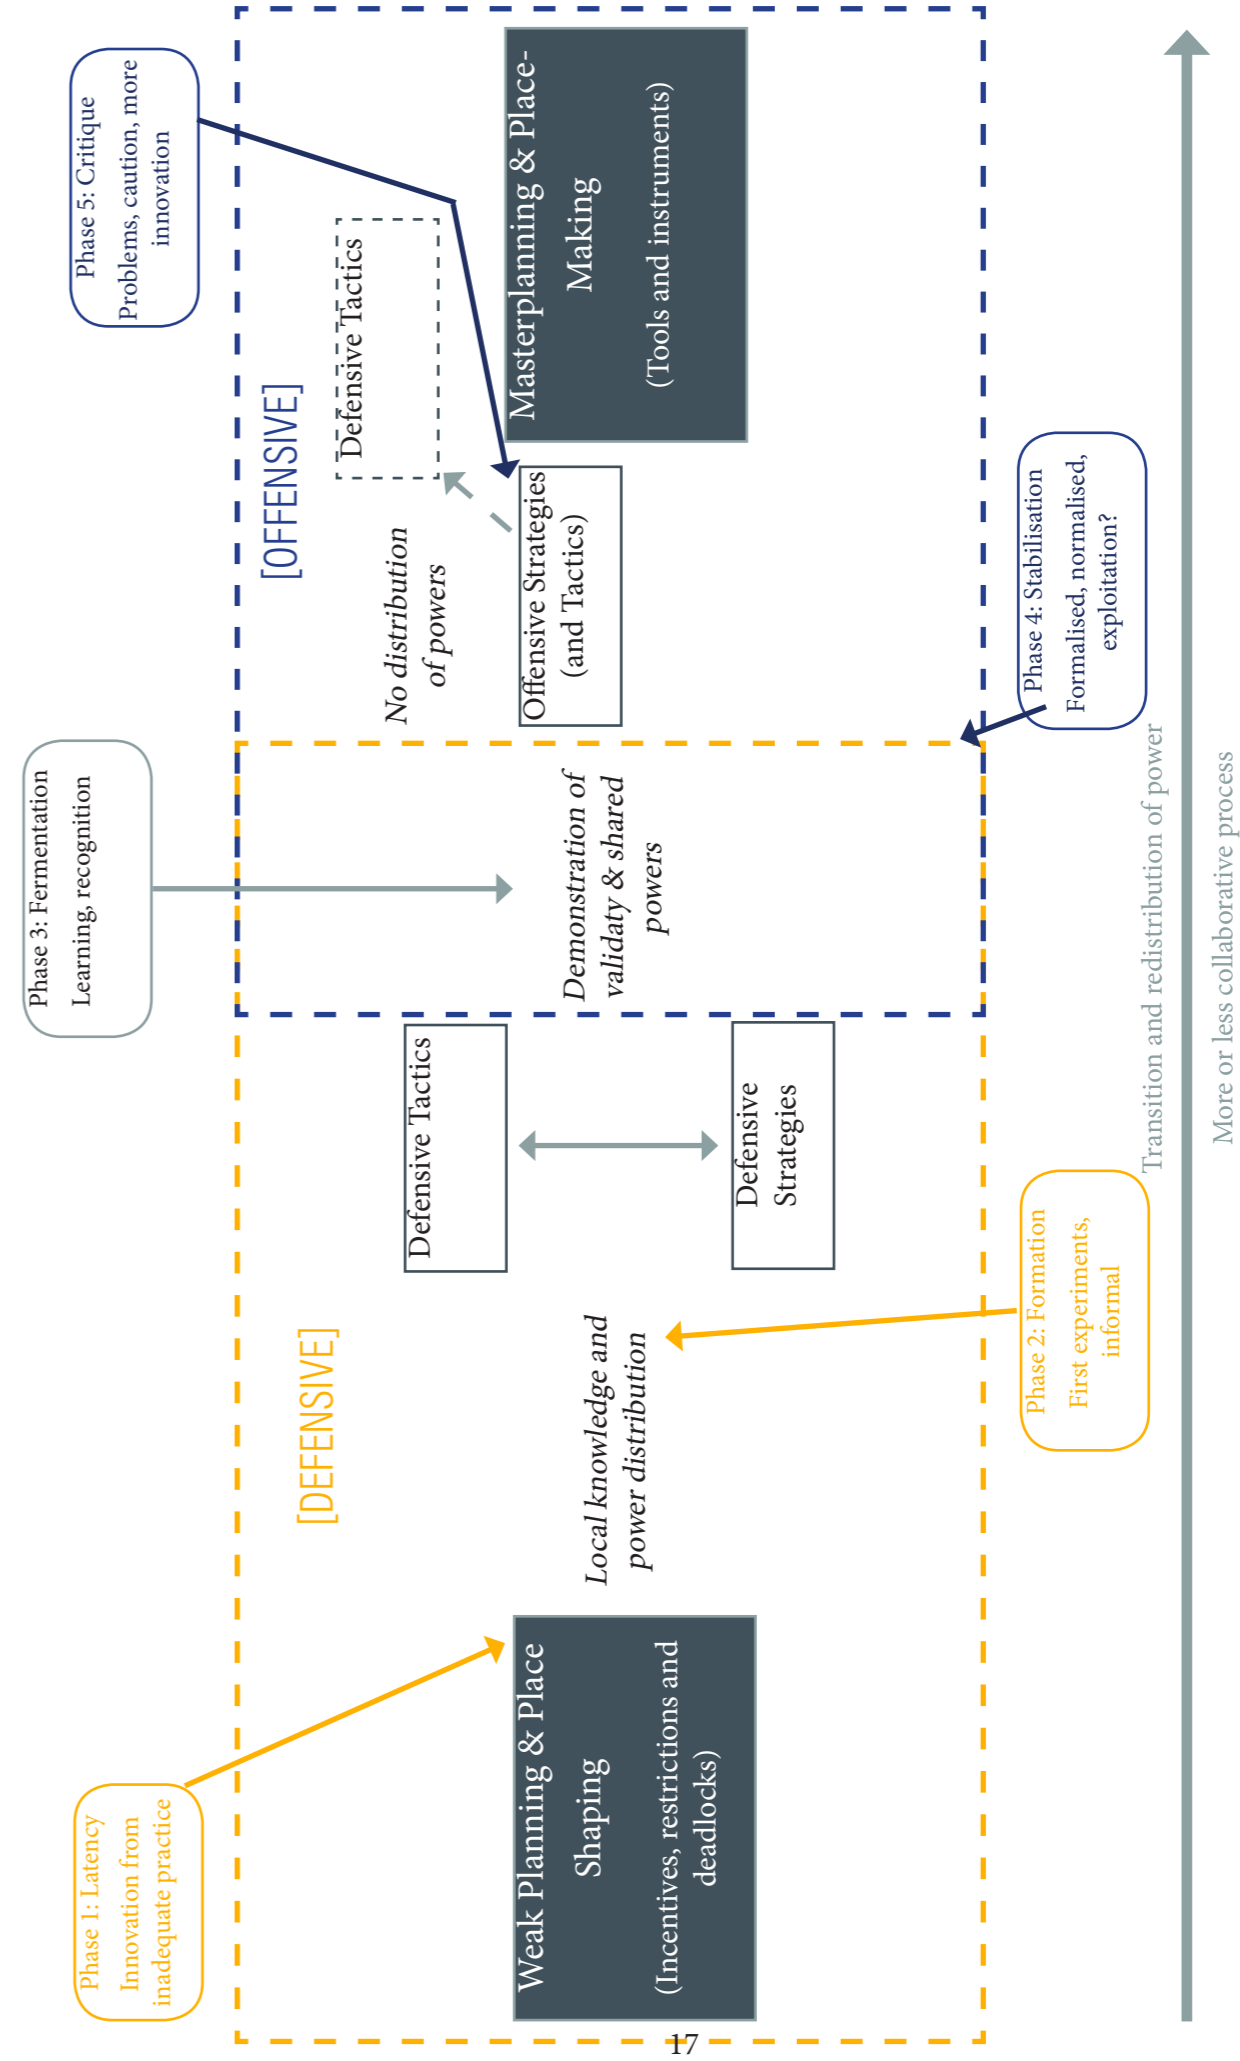 Phase 1: Latency
Innovation from
inadequate practice
Phase 3: Fermentation
Learning, recognition
Phase 5: Critique
Problems, caution, more
innovation
[DEFENSIVE]
[OFFENSIVE]
Weak Planning & Place
Shaping
(Incentives, restrictions and
deadlocks)
Local knowledge and
power distribution
Defensive Tactics
Defensive
Strategies
Demonstration of
validaty & shared
powers
No distribution
of powers
Offensive Strategies
(and Tactics)
Defensive Tactics
Masterplanning & Place-
Making
(Tools and instruments)
Phase 2: Formation
First experiments,
informal
Phase 4: Stabilisation
Formalised, normalised,
exploitation?
Transition and redistribution of power
More or less collaborative process
17